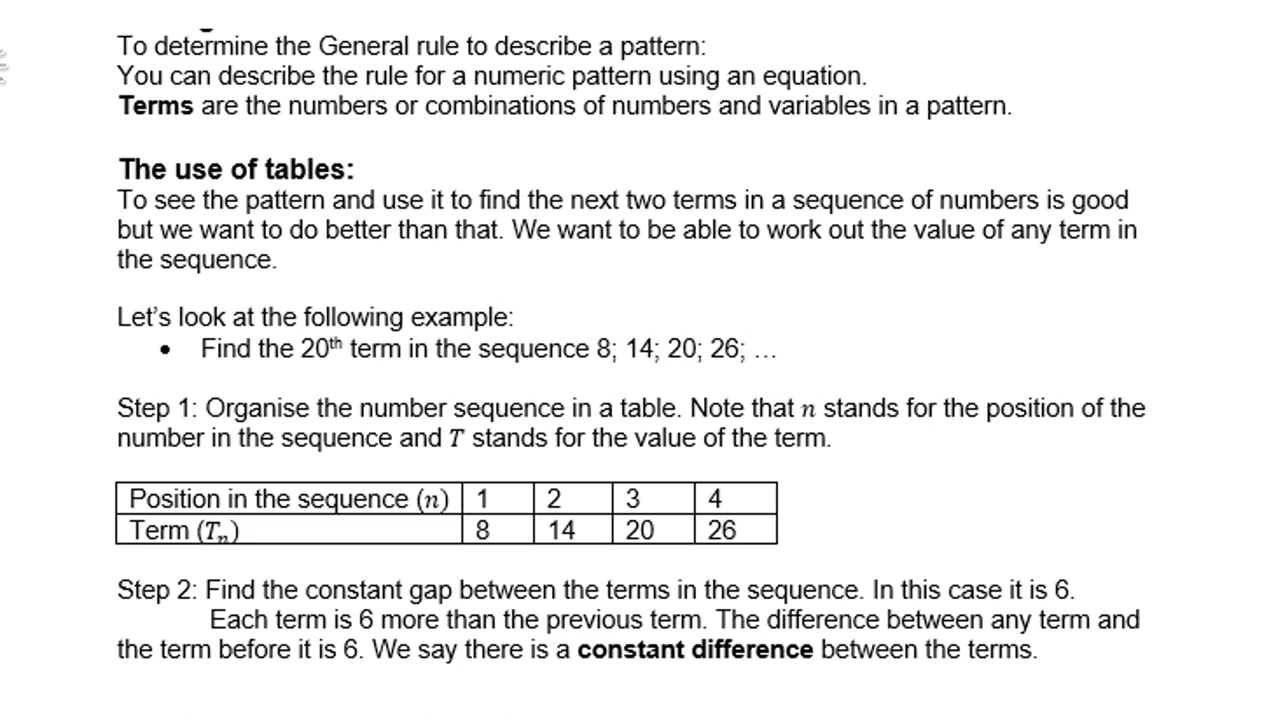 To determine the General rule to describe a pattern:
You can describe the rule for a numeric pattern using an equation.
Terms are the numbers or combinations of numbers and variables in a pattern.
The use of tables:
To see the pattern and use it to find the next two terms in a sequence of numbers is good
but we want to do better than that. We want to be able to work out the value of any term in
the sequence.
Let's look at the following example:
• Find the 20th term in the sequence 8; 14; 20; 26; …
Step 1: Organise the number sequence in a table. Note that n stands for the position of the
number in the sequence and T stands for the value of the term.
Position in the sequence (n) 1 2 3 4
Term (Tₙ) 8 14 20 26
Step 2: Find the constant gap between the terms in the sequence. In this case it is 6.
Each term is 6 more than the previous term. The difference between any term and
the term before it is 6. We say there is a constant difference between the terms.